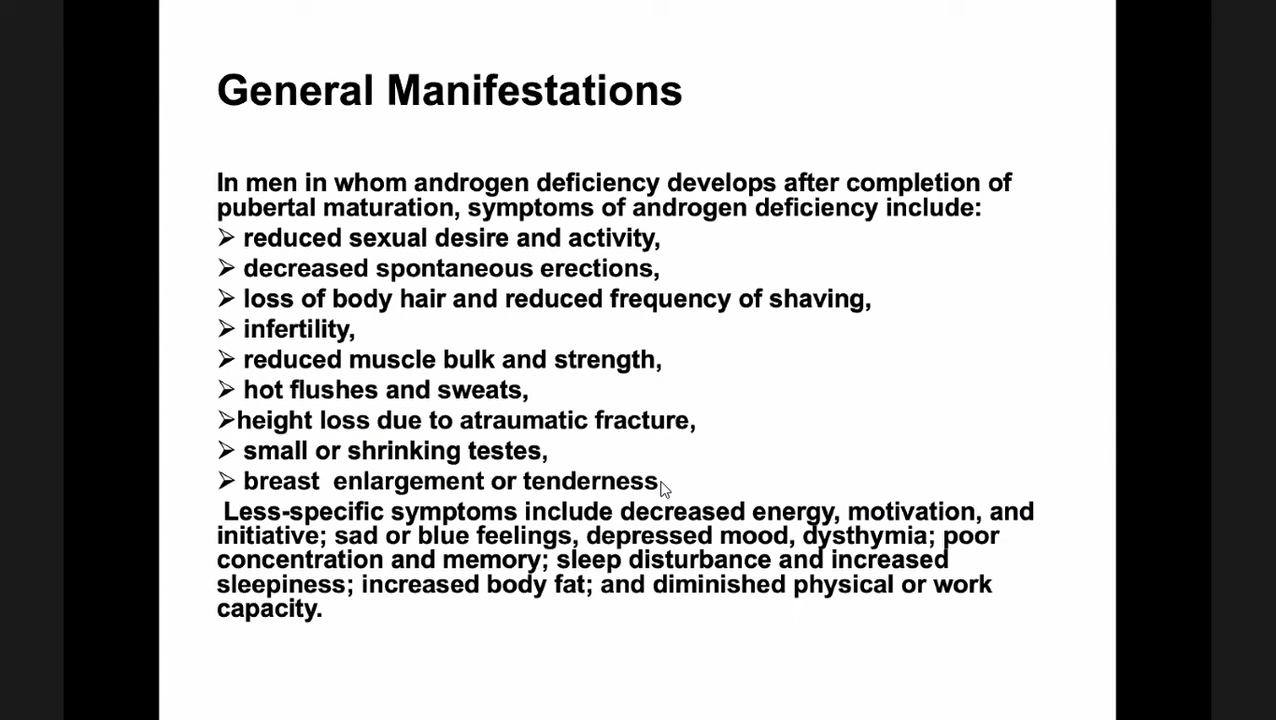 General Manifestations
In men in whom androgen deficiency develops after completion of
pubertal maturation, symptoms of androgen deficiency include:
➢ reduced sexual desire and activity,
➢ decreased spontaneous erections,
➢ loss of body hair and reduced frequency of shaving,
➢ infertility,
➢ reduced muscle bulk and strength,
➢ hot flushes and sweats,
➢height loss due to atraumatic fracture,
➢ small or shrinking testes,
➢ breast  enlargement or tenderness.
Less-specific symptoms include decreased energy, motivation, and
initiative; sad or blue feelings, depressed mood, dysthymia; poor
concentration and memory; sleep disturbance and increased
sleepiness; increased body fat; and diminished physical or work
capacity.